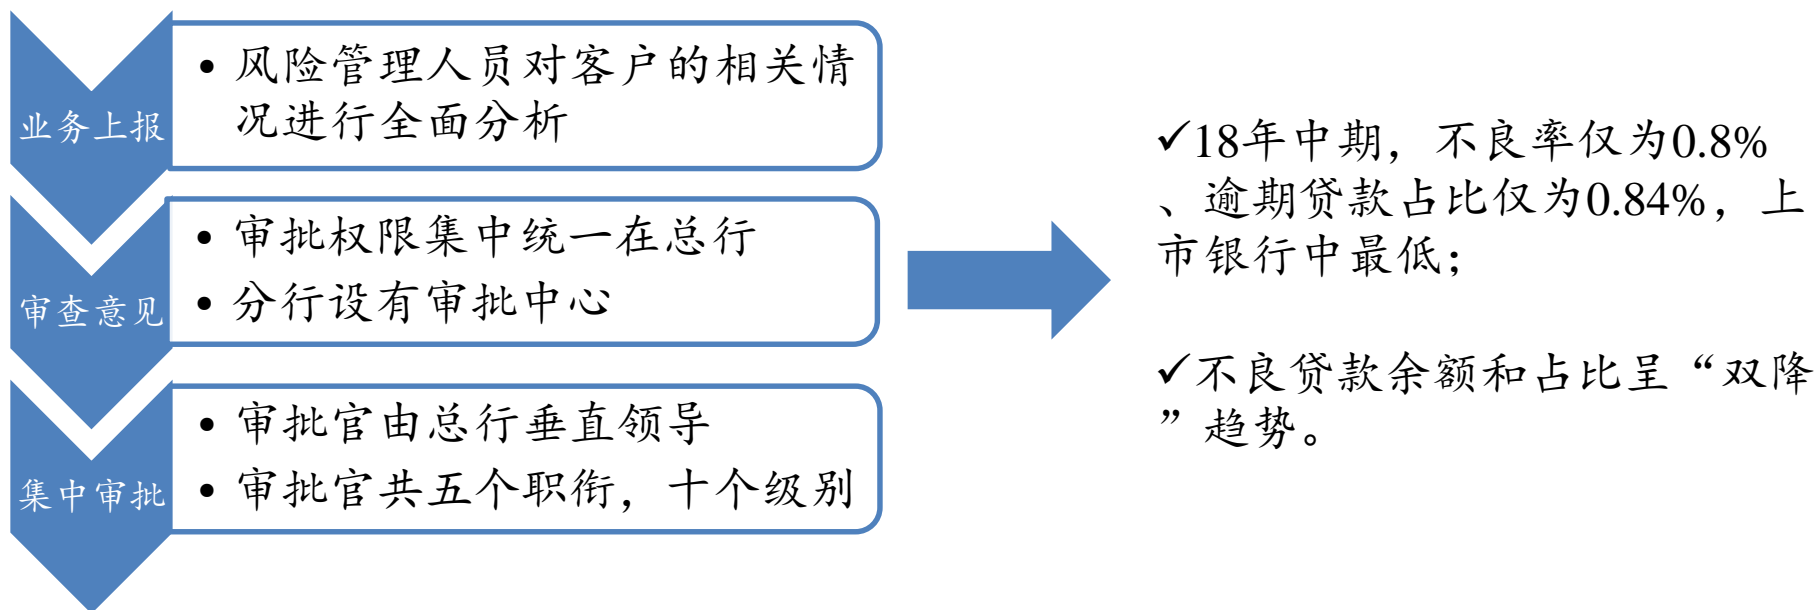 业务上报
• 风险管理人员对客户的相关情
况进行全面分析
审查意见
• 审批权限集中统一在总行
• 分行设有审批中心
集中审批
• 审批官由总行垂直领导
• 审批官共五个职衔，十个级别
✓18年中期，不良率仅为0.8%
、逾期贷款占比仅为0.84%，上
市银行中最低；
✓不良贷款余额和占比呈“双降
”趋势。